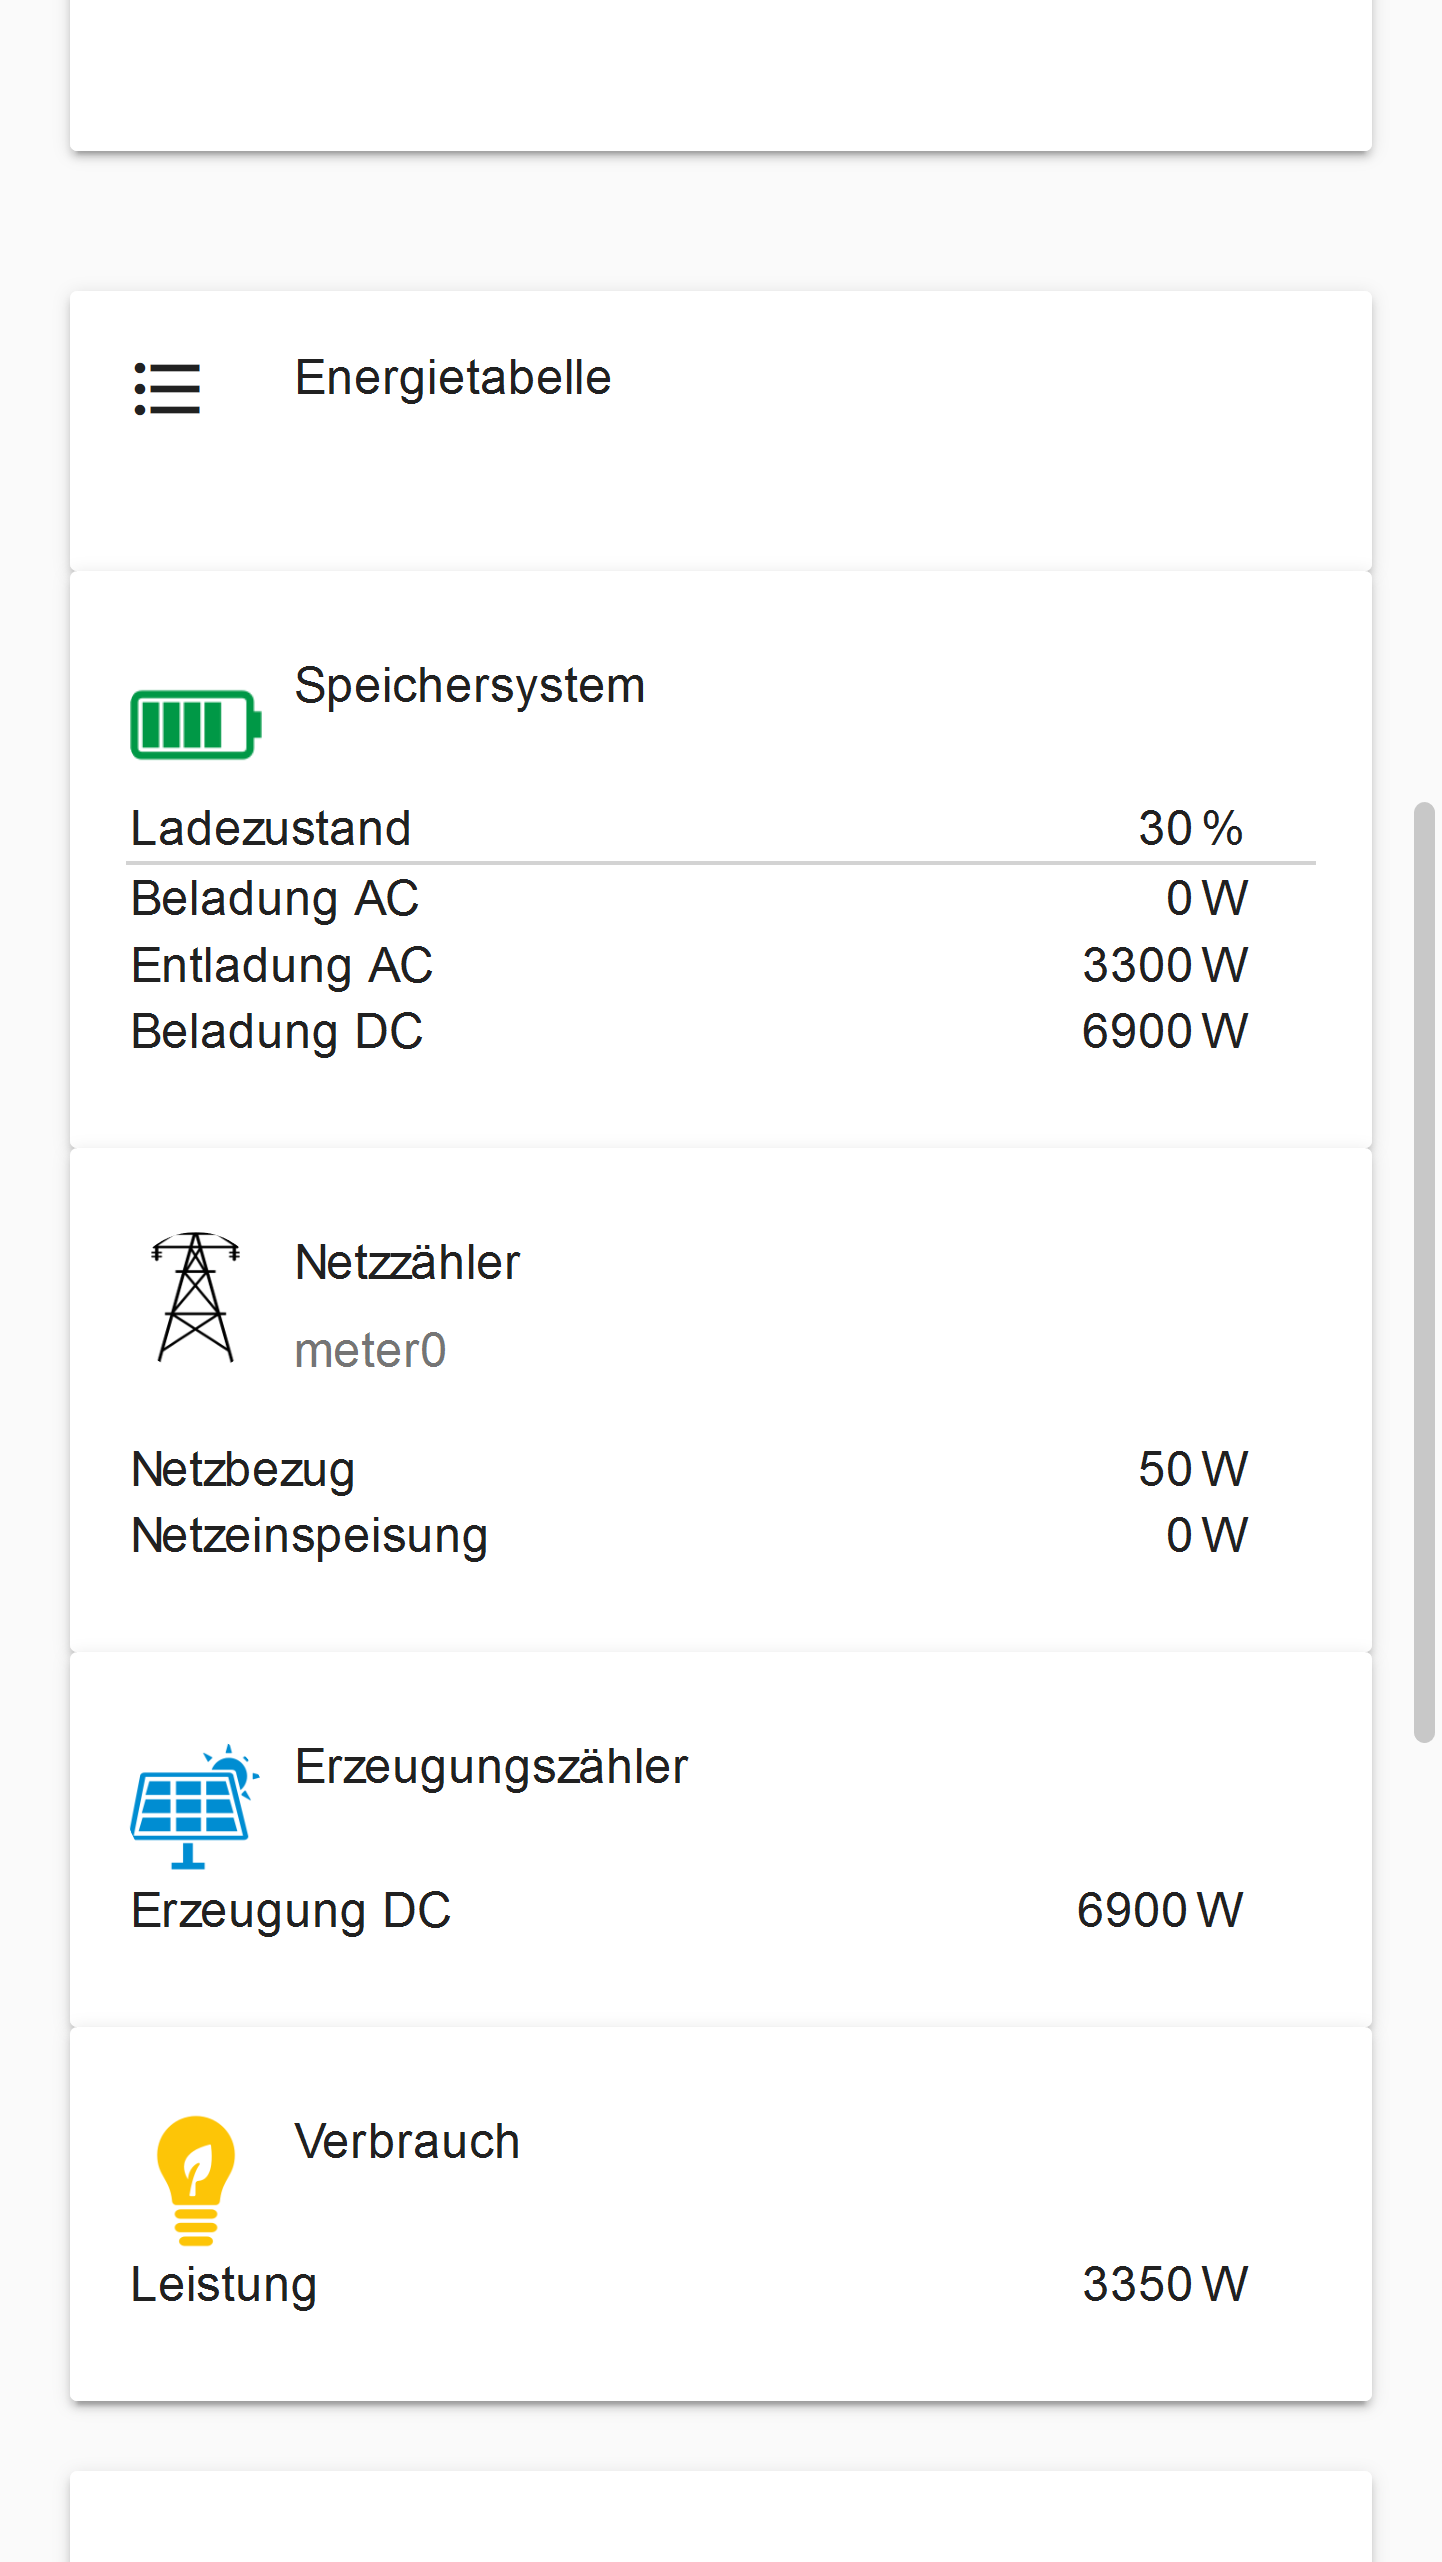 Energietabelle
Speichersystem
Ladezustand 30 %
Beladung AC 0 W
Entladung AC 3300 W
Beladung DC 6900 W
Netzzähler
meter0
Netzbezug 50 W
Netzeinspeisung 0 W
Erzeugungszähler
Erzeugung DC 6900 W
Verbrauch
Leistung 3350 W